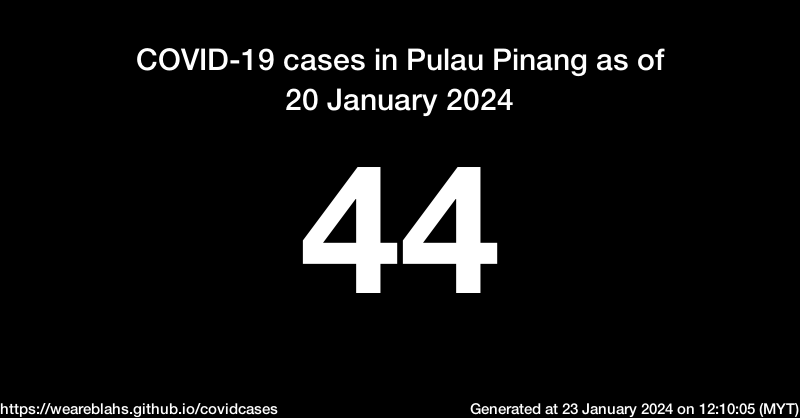 COVID-19 cases in Pulau Pinang as of
20 January 2024
44
https://weareblahs.github.io/covidcases
Generated at 23 January 2024 on 12:10:05 (MYT)